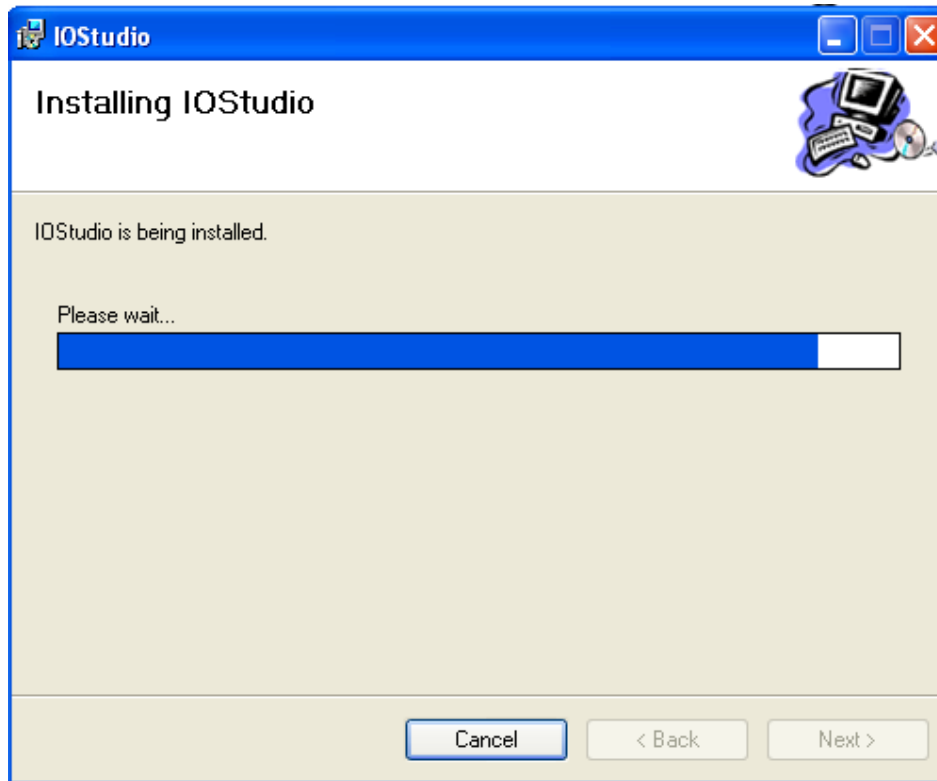 IOStudio
Installing IOStudio
IOStudio is being installed.
Please wait...
Cancel
< Back
Next >